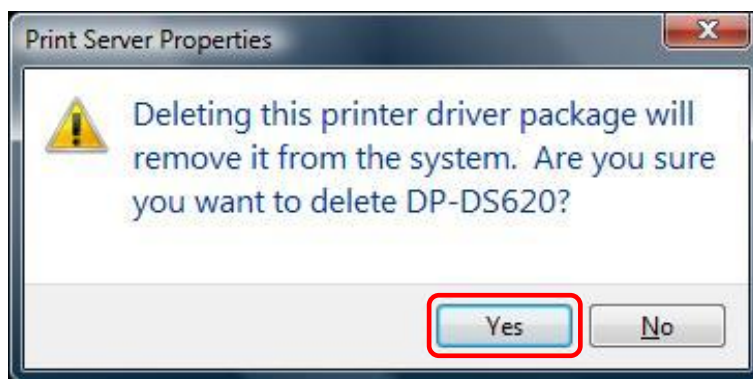 Print Server Properties
Deleting this printer driver package will
remove it from the system.  Are you sure
you want to delete DP-DS620?
Yes
No